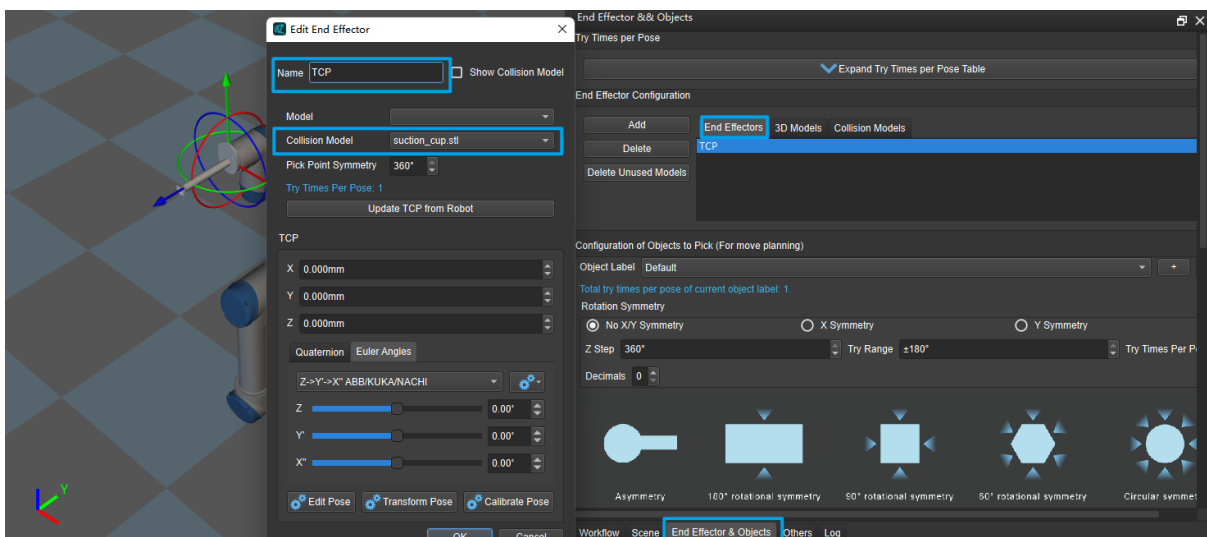 Edit End Effector
Name TCP
Show Collision Model
Model
Collision Model suction_cup.stl
Pick Point Symmetry 360°
Try Times Per Pose: 1
Update TCP from Robot
TCP
X 0.000mm
Y 0.000mm
Z 0.000mm
Quaternion Euler Angles
Z->Y'->X" ABB/KUKA/NACHI
Z 0.00°
Y' 0.00°
X" 0.00°
Edit Pose Transform Pose Calibrate Pose
OK Cancel
Y
End Effector && Objects
Try Times per Pose
Expand Try Times per Pose Table
End Effector Configuration
Add
Delete
Delete Unused Models
End Effectors 3D Models Collision Models
TCP
Configuration of Objects to Pick (For move planning)
Object Label Default +
Total try times per pose of current object label: 1.
Rotation Symmetry
No X/Y Symmetry X Symmetry Y Symmetry
Z Step 360° Try Range ±180° Try Times Per P
Decimals 0
Asymmetry 180° rotational symmetry 90° rotational symmetry 60° rotational symmetry Circular symmet
Workflow Scene End Effector & Objects Others Log